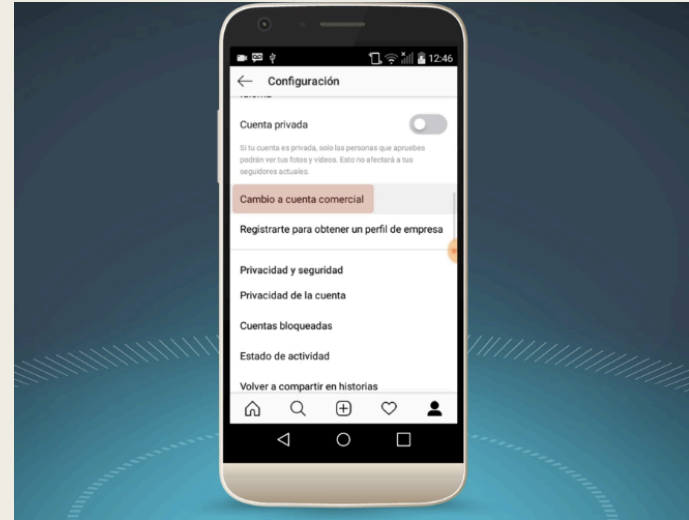 12:46
Configuración
Idioma
Cuenta privada
Si tu cuenta es privada, solo las personas que apruebes
podrán ver tus fotos y videos. Esto no afectará a tus
seguidores actuales.
Cambio a cuenta comercial
Registrarte para obtener un perfil de empresa
Privacidad y seguridad
Privacidad de la cuenta
Cuentas bloqueadas
Estado de actividad
Volver a compartir en historias